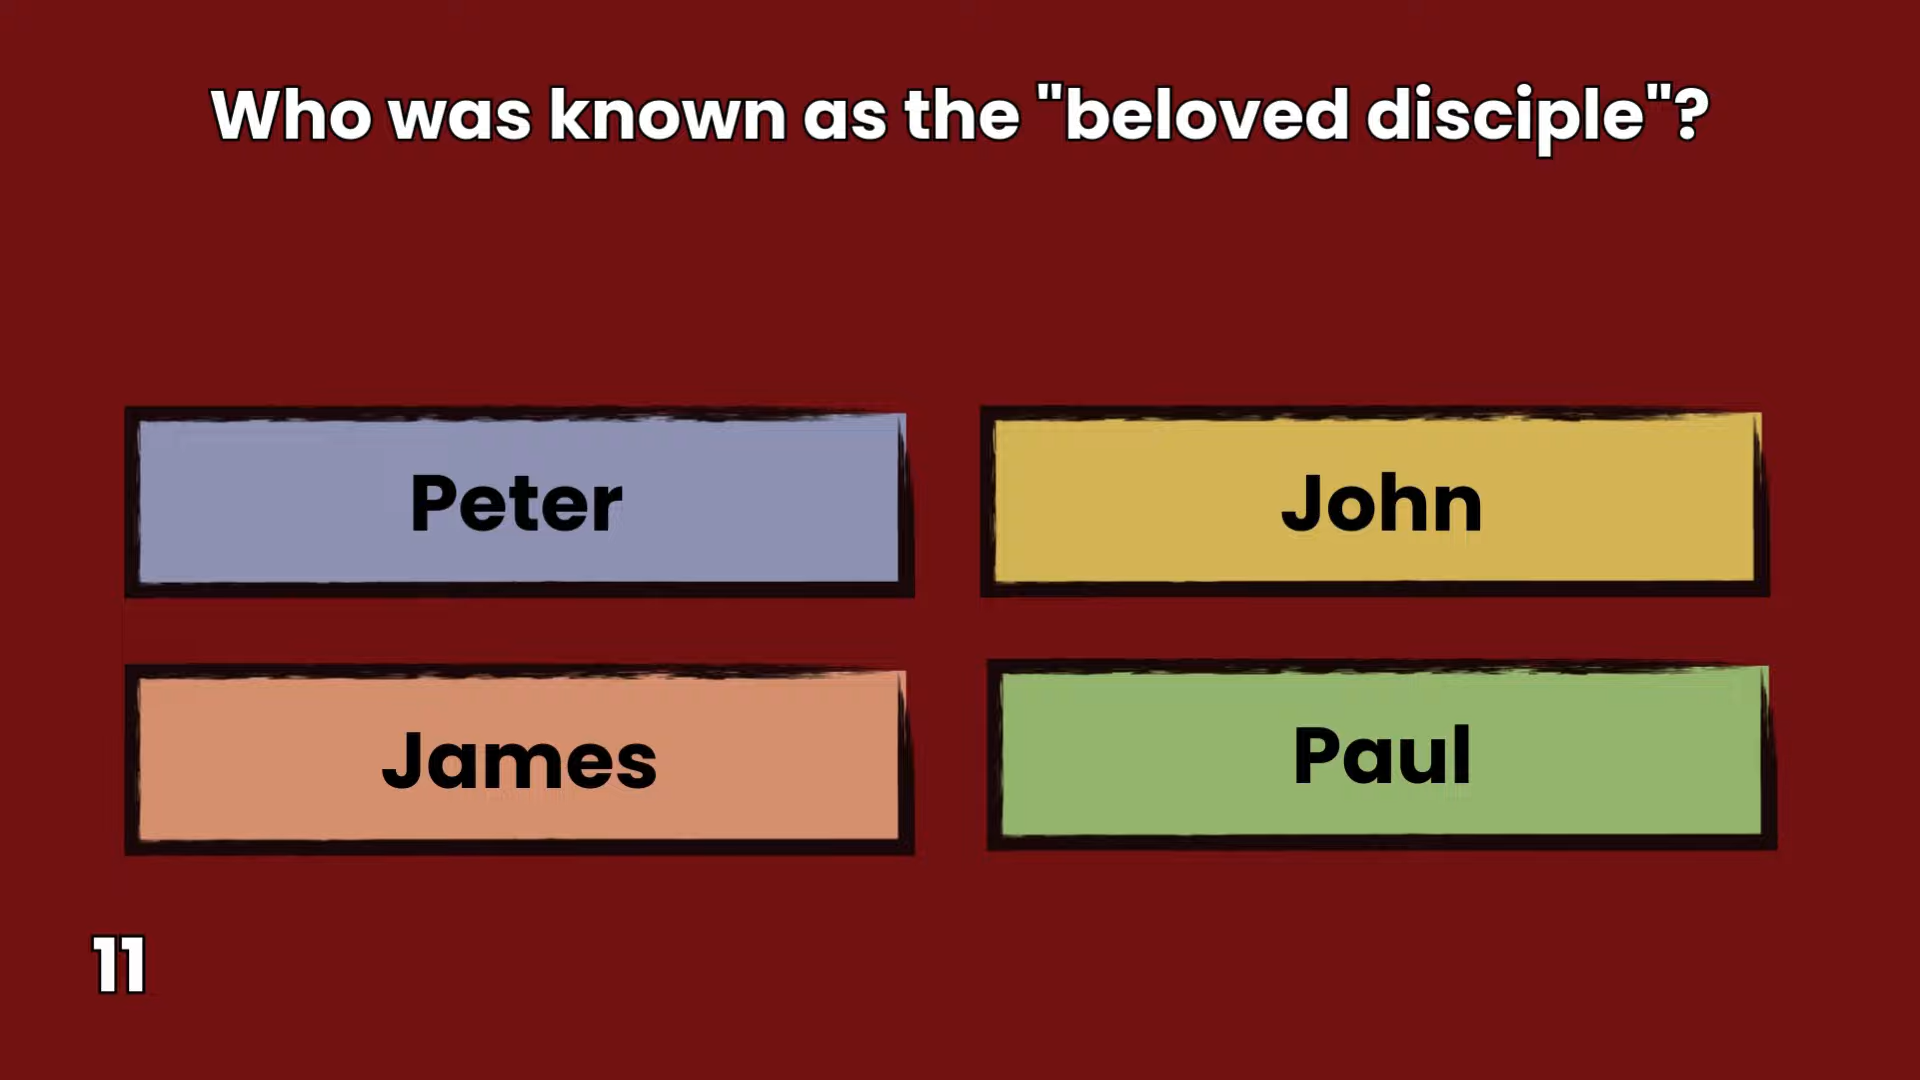 Who was known as the "beloved disciple"?
Peter
John
James
Paul
11